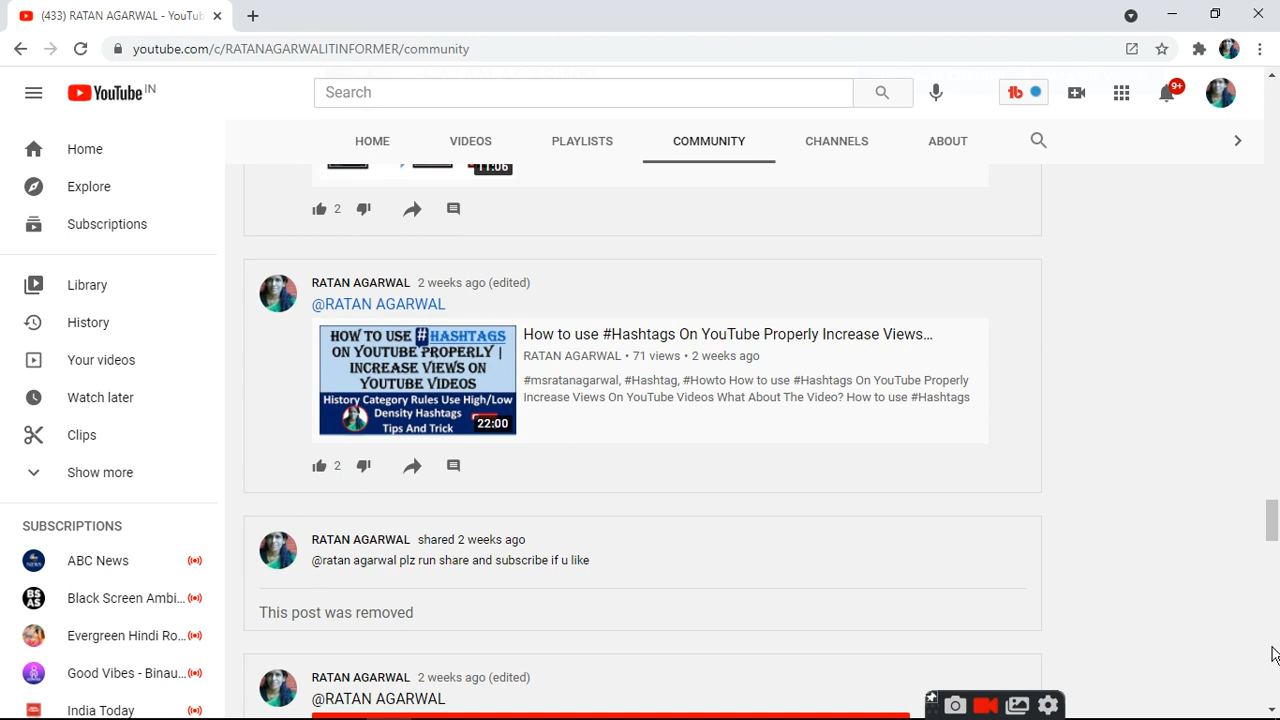 (433) RATAN AGARWAL - YouTub
youtube.com/c/RATANAGARWALITINFORMER/community
YouTube IN
Search
9+
HOME
VIDEOS
PLAYLISTS
COMMUNITY
CHANNELS
ABOUT
Home
Explore
Subscriptions
Library
History
Your videos
Watch later
Clips
Show more
SUBSCRIPTIONS
ABC News
Black Screen Ambi...
Evergreen Hindi Ro...
Good Vibes - Binau...
India Today
11:06
2
RATAN AGARWAL 2 weeks ago (edited)
@RATAN AGARWAL
HOW TO USE #HASHTAGS
ON YOUTUBE PROPERLY |
INCREASE VIEWS ON
YOUTUBE VIDEOS
History Category Rules Use High/Low
Density Hashtags
Tips And Trick
22:00
How to use #Hashtags On YouTube Properly Increase Views...
RATAN AGARWAL • 71 views • 2 weeks ago
#msratanagarwal, #Hashtag, #Howto How to use #Hashtags On YouTube Properly
Increase Views On YouTube Videos What About The Video? How to use #Hashtags
2
RATAN AGARWAL shared 2 weeks ago
@ratan agarwal plz run share and subscribe if u like
This post was removed
RATAN AGARWAL 2 weeks ago (edited)
@RATAN AGARWAL